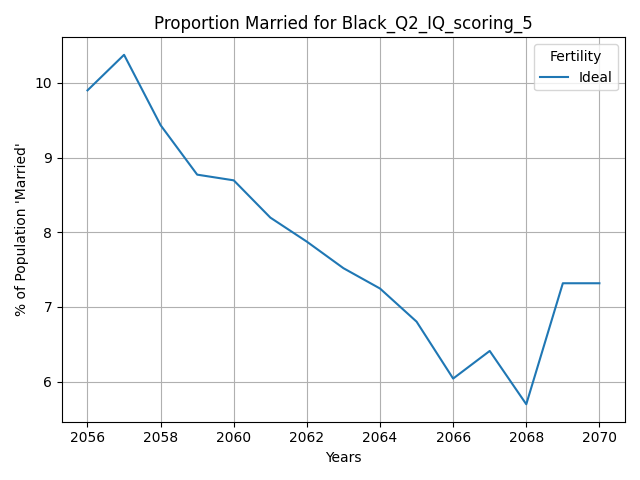 Proportion Married for Black_Q2_IQ_scoring_5
Fertility
Ideal
% of Population 'Married'
10
9
8
7
6
2056 2058 2060 2062 2064 2066 2068 2070
Years